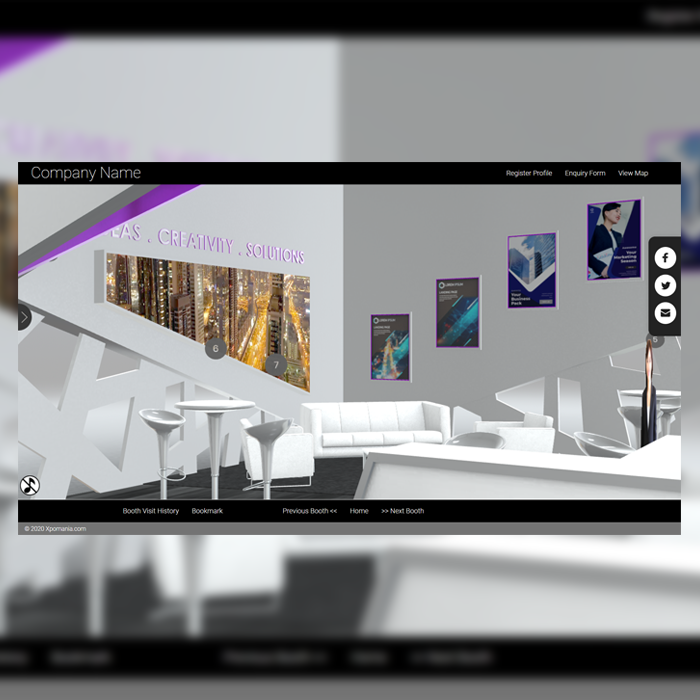 Company Name
Register Profile
Enquiry Form
View Map
EAS . CREATIVITY . SOLUTIONS
Your
Business
Pack
Your
Marketing
Season
6
7
5
Booth Visit History
Bookmark
Previous Booth <<
Home
>> Next Booth
© 2020 Xpomania.com